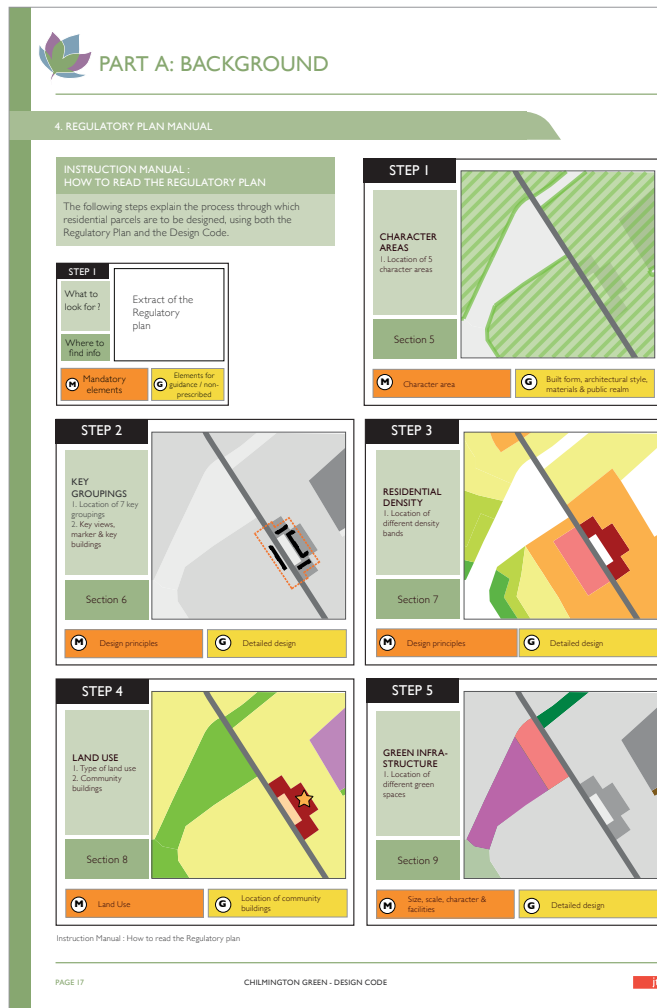 PART A: BACKGROUND
4. REGULATORY PLAN MANUAL
INSTRUCTION MANUAL :
HOW TO READ THE REGULATORY PLAN
The following steps explain the process through which
residential parcels are to be designed, using both the
Regulatory Plan and the Design Code.
STEP 1
What to
look for ?
Where to
find info
Extract of the
Regulatory
plan
M
Mandatory
elements
G
Elements for
guidance / non-
prescribed
STEP 1
CHARACTER
AREAS
1. Location of 5
character areas
Section 5
M
Character area
G
Built form, architectural style,
materials & public realm
STEP 2
KEY
GROUPINGS
1. Location of 7 key
groupings
2. Key views,
marker & key
buildings
Section 6
M
Design principles
G
Detailed design
STEP 3
RESIDENTIAL
DENSITY
1. Location of
different density
bands
Section 7
M
Design principles
G
Detailed design
STEP 4
LAND USE
1. Type of land use
2. Community
buildings
Section 8
M
Land Use
G
Location of community
buildings
STEP 5
GREEN INFRA-
STRUCTURE
1. Location of
different green
spaces
Section 9
M
Size, scale, character &
facilities
G
Detailed design
Instruction Manual : How to read the Regulatory plan
PAGE 17
CHILMINGTON GREEN - DESIGN CODE